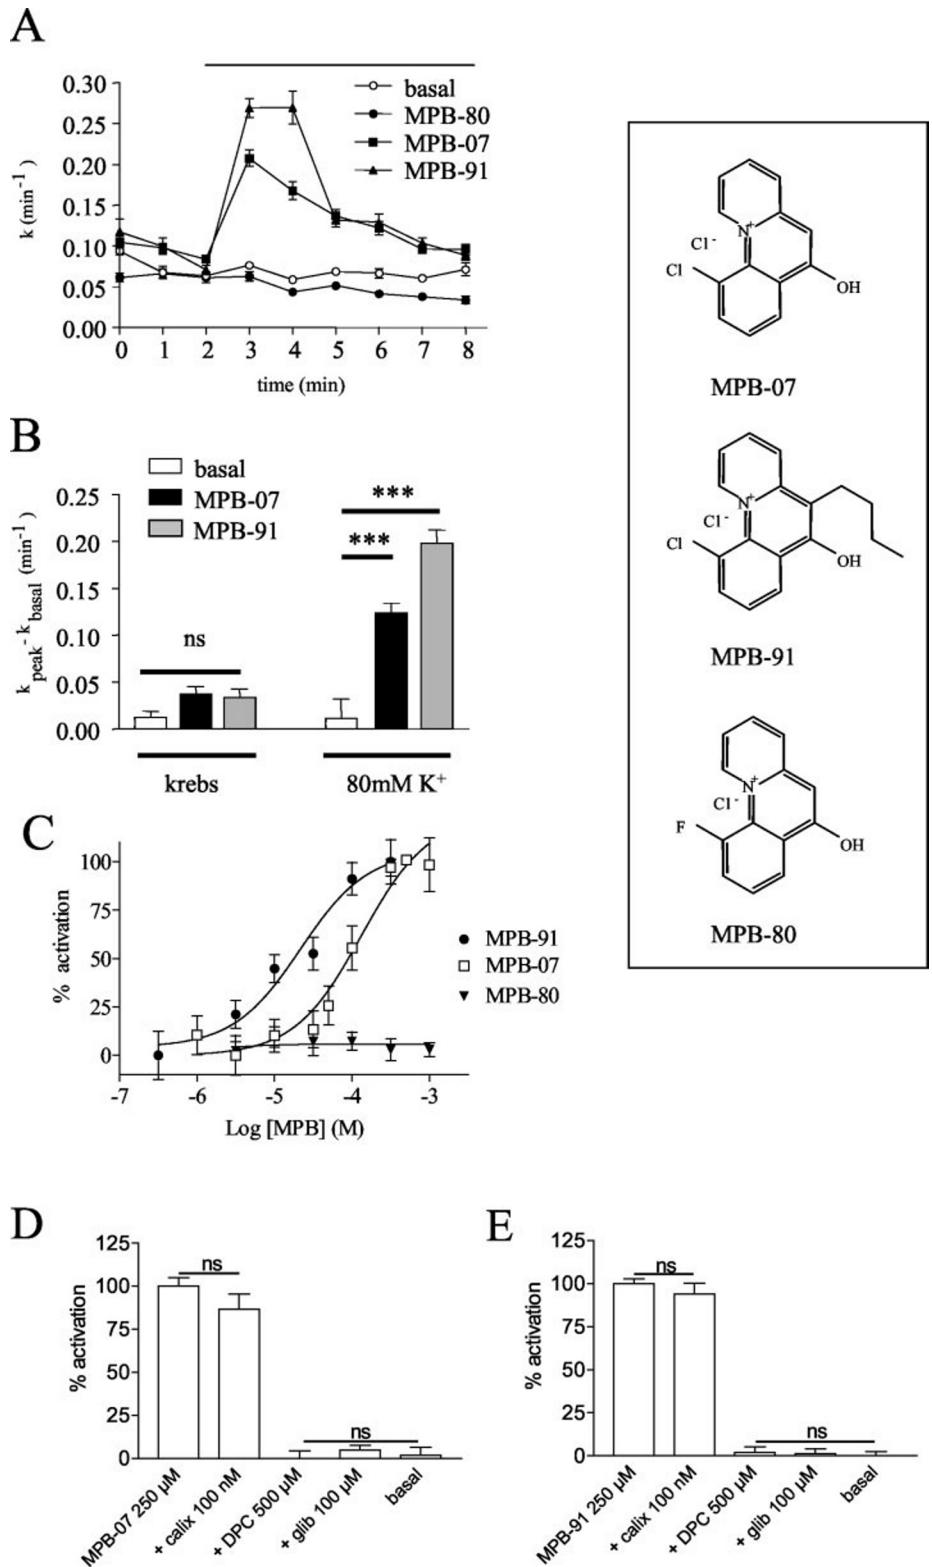 A
0.30
0.25
0.20
0.15
0.10
0.05
0.00
k (min-1 )
0 1 2 3 4 5 6 7 8
time (min)
basal
MPB-80
MPB-07
MPB-91
B
basal
MPB-07
MPB-91
0.25
0.20
0.15
0.10
0.05
0.00
k peak - k basal (min-1)
ns
***
***
krebs 80mM K+
C
100
75
50
25
0
% activation
-7 -6 -5 -4 -3
Log [MPB] (M)
MPB-91
MPB-07
MPB-80
N+
Cl-
Cl
OH
MPB-07
N+
Cl-
Cl
OH
MPB-91
N+
Cl-
F
OH
MPB-80
D
125
100
75
50
25
0
% activation
ns
ns
MPB-07 250 µM
+ calix 100 nM
+ DPC 500 µM
+ glib 100 µM
basal
E
125
100
75
50
25
0
% activation
ns
ns
MPB-91 250 µM
+ calix 100 nM
+ DPC 500 µM
+ glib 100 µM
basal